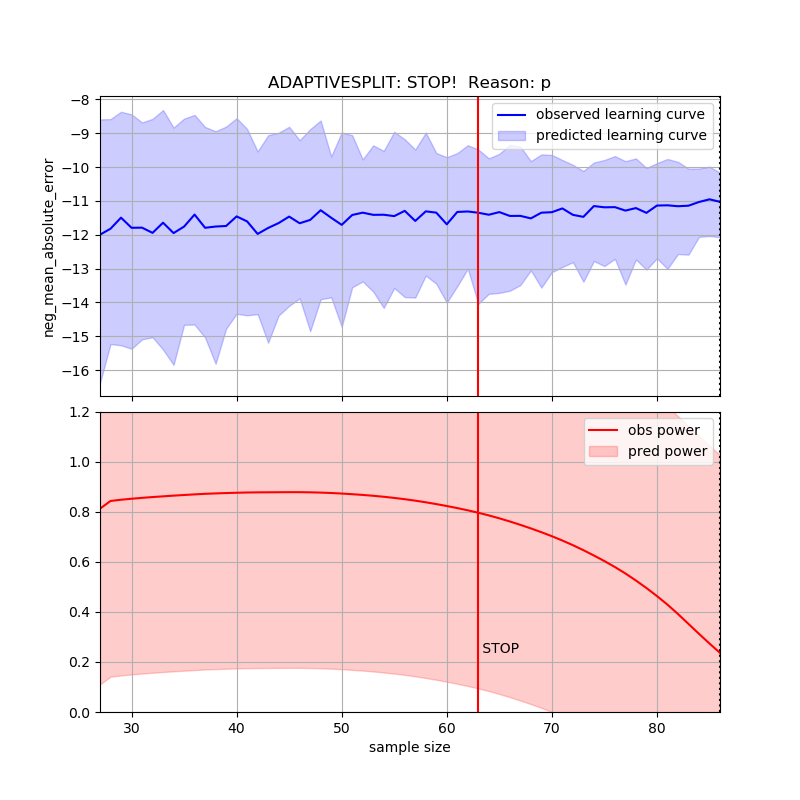 ADAPTIVESPLIT: STOP!  Reason: p
neg_mean_absolute_error
−8
−9
−10
−11
−12
−13
−14
−15
−16
observed learning curve
predicted learning curve
1.2
1.0
0.8
0.6
0.4
0.2
0.0
obs power
pred power
STOP
30 40 50 60 70 80
sample size